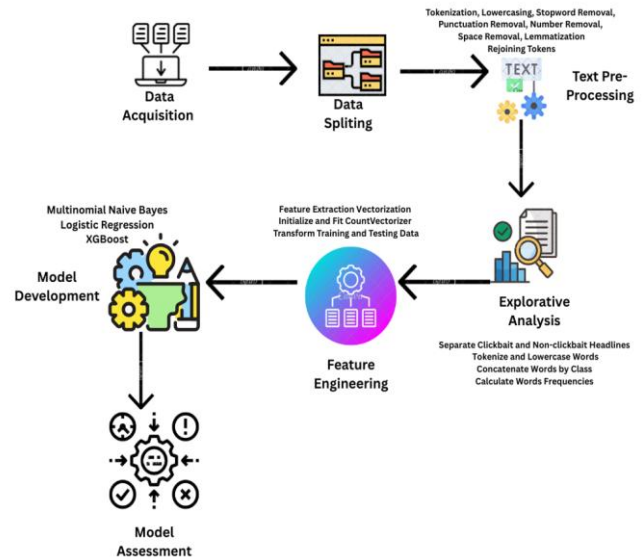 Tokenization, Lowercasing, Stopword Removal,
Punctuation Removal, Number Removal,
Space Removal, Lemmatization
Rejoining Tokens
Data
Acquisition
Data
Spliting
TEXT
Text Pre-
Processing
Multinomial Naive Bayes
Logistic Regression
XGBoost
Model
Development
Feature Extraction Vectorization
Initialize and Fit CountVectorizer
Transform Training and Testing Data
Feature
Engineering
Explorative
Analysis
Separate Clickbait and Non-clickbait Headlines
Tokenize and Lowercase Words
Concatenate Words by Class
Calculate Words Frequencies
Model
Assessment